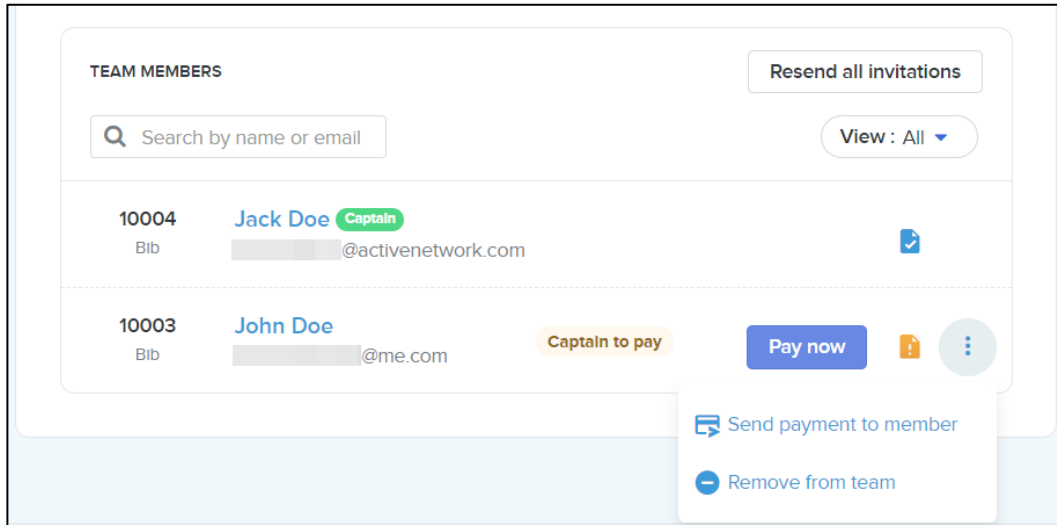 TEAM MEMBERS
Resend all invitations
Search by name or email
View : All
10004
Bib
Jack Doe Captain
@activenetwork.com
10003
Bib
John Doe
@me.com
Captain to pay
Pay now
Send payment to member
Remove from team